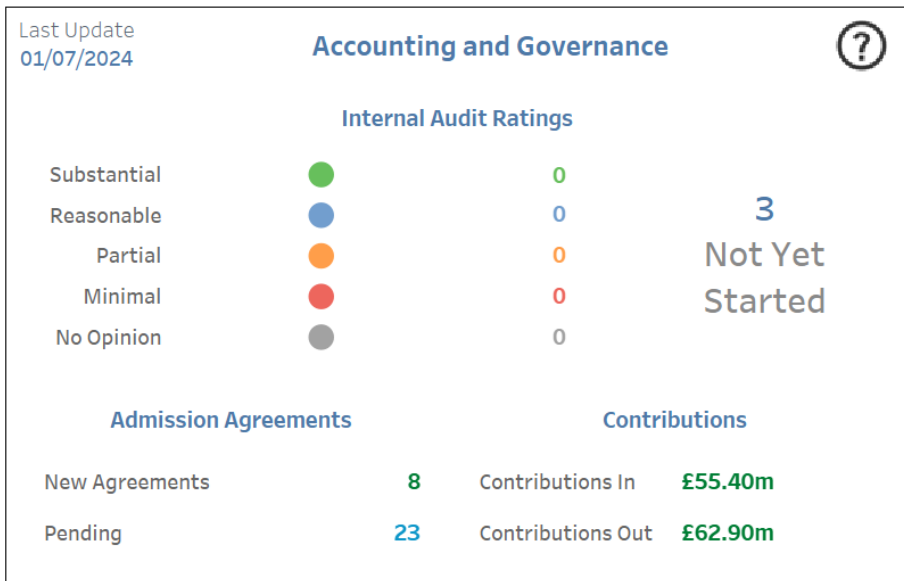 Last Update
01/07/2024
Accounting and Governance
?
Internal Audit Ratings
Substantial 0
Reasonable 0
Partial 0
Minimal 0
No Opinion 0
3
Not Yet
Started
Admission Agreements
New Agreements 8
Pending 23
Contributions
Contributions In £55.40m
Contributions Out £62.90m